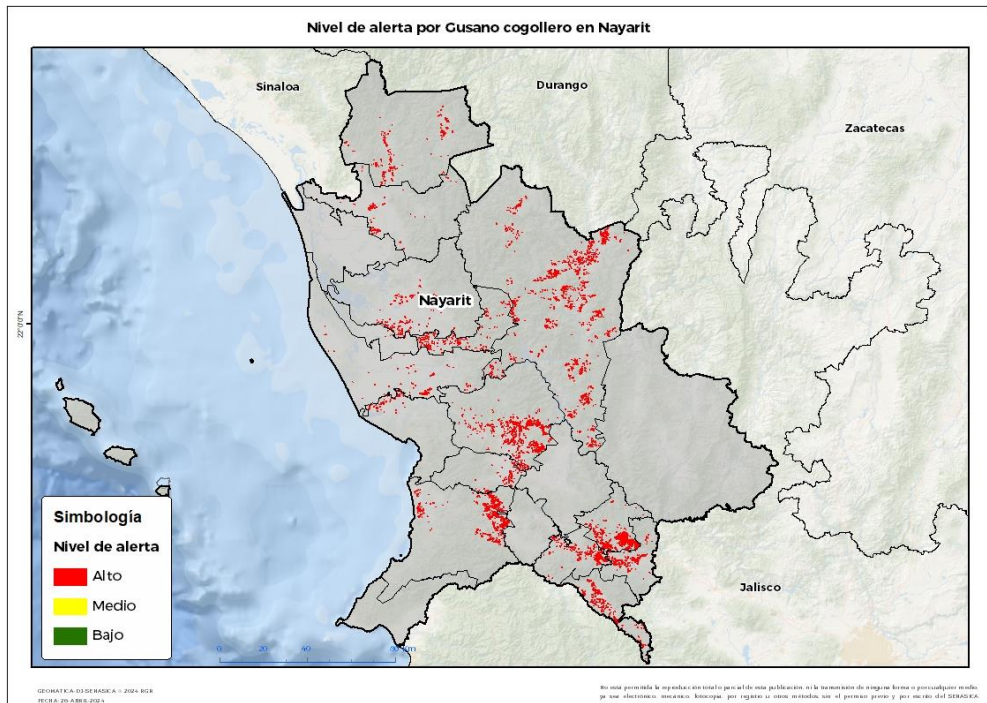 Nivel de alerta por Gusano cogollero en Nayarit
Sinaloa
Durango
Zacatecas
22°0'0"N
Nayarit
Simbología
Nivel de alerta
Alto
Medio
Bajo
Jalisco
0 20 40 80 Km
GEOMATICA-DJ-SENASICA © 2024 RGR
FECHA: 26-ABRIL-2024
No esta permitida la reproducción total o parcial de esta publicación, ni la transmisión de ninguna forma o por cualquier medio
ya sea electrónico, mecánico, fotocopia, por registro u otros métodos, sin el permiso previo y por escrito del SENASICA